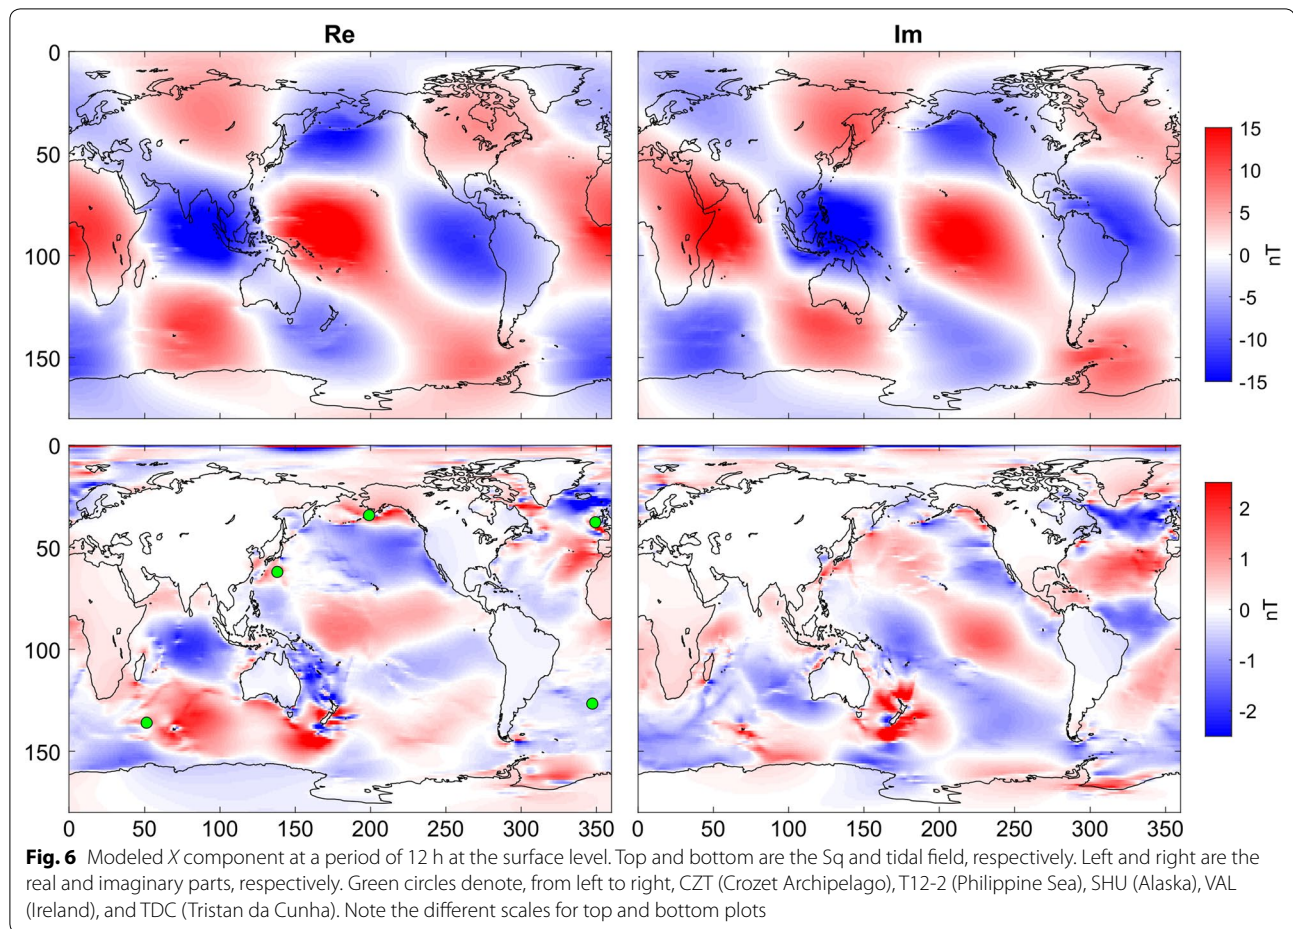 Re
Im
0
50
100
150
15
10
5
0
-5
-10
-15
nT
0
50
100
150
2
1
0
-1
-2
nT
0 50 100 150 200 250 300 350
0 50 100 150 200 250 300 350
Fig. 6 Modeled X component at a period of 12 h at the surface level. Top and bottom are the Sq and tidal field, respectively. Left and right are the
real and imaginary parts, respectively. Green circles denote, from left to right, CZT (Crozet Archipelago), T12-2 (Philippine Sea), SHU (Alaska), VAL
(Ireland), and TDC (Tristan da Cunha). Note the different scales for top and bottom plots